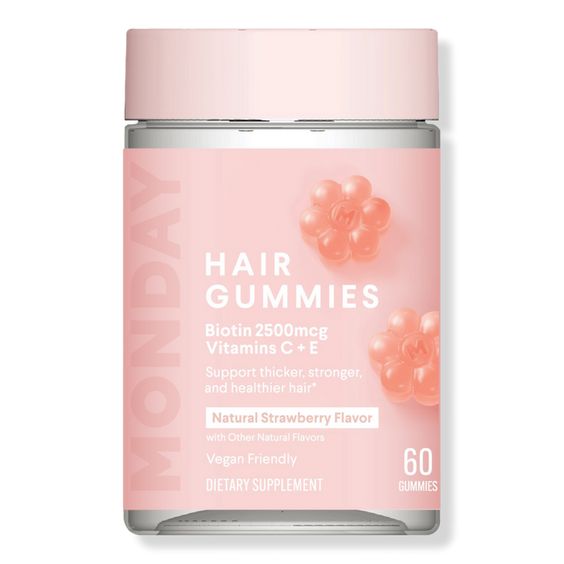 MONDAY
HAIR
GUMMIES
Biotin 2500mcg
Vitamins C + E
Support thicker, stronger,
and healthier hair*
Natural Strawberry Flavor
with Other Natural Flavors
Vegan Friendly
DIETARY SUPPLEMENT
60
GUMMIES
M
M